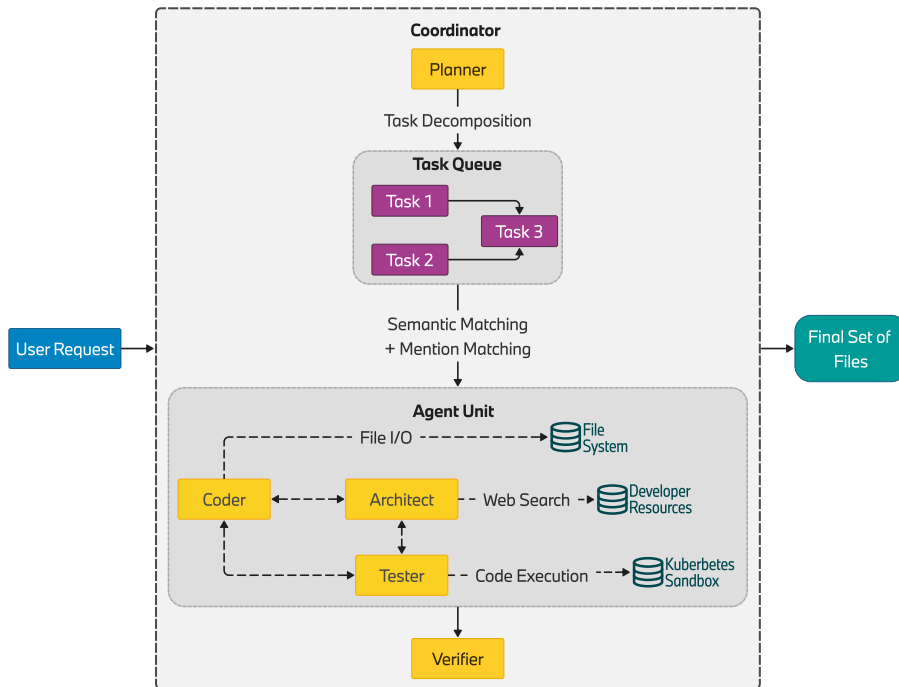 Coordinator
Planner
Task Decomposition
Task Queue
Task 1
Task 3
Task 2
Semantic Matching
+ Mention Matching
User Request
Final Set of
Files
Agent Unit
File I/O
File
System
Coder
Architect
Web Search
Developer
Resources
Tester
Code Execution
Kuberbetes
Sandbox
Verifier